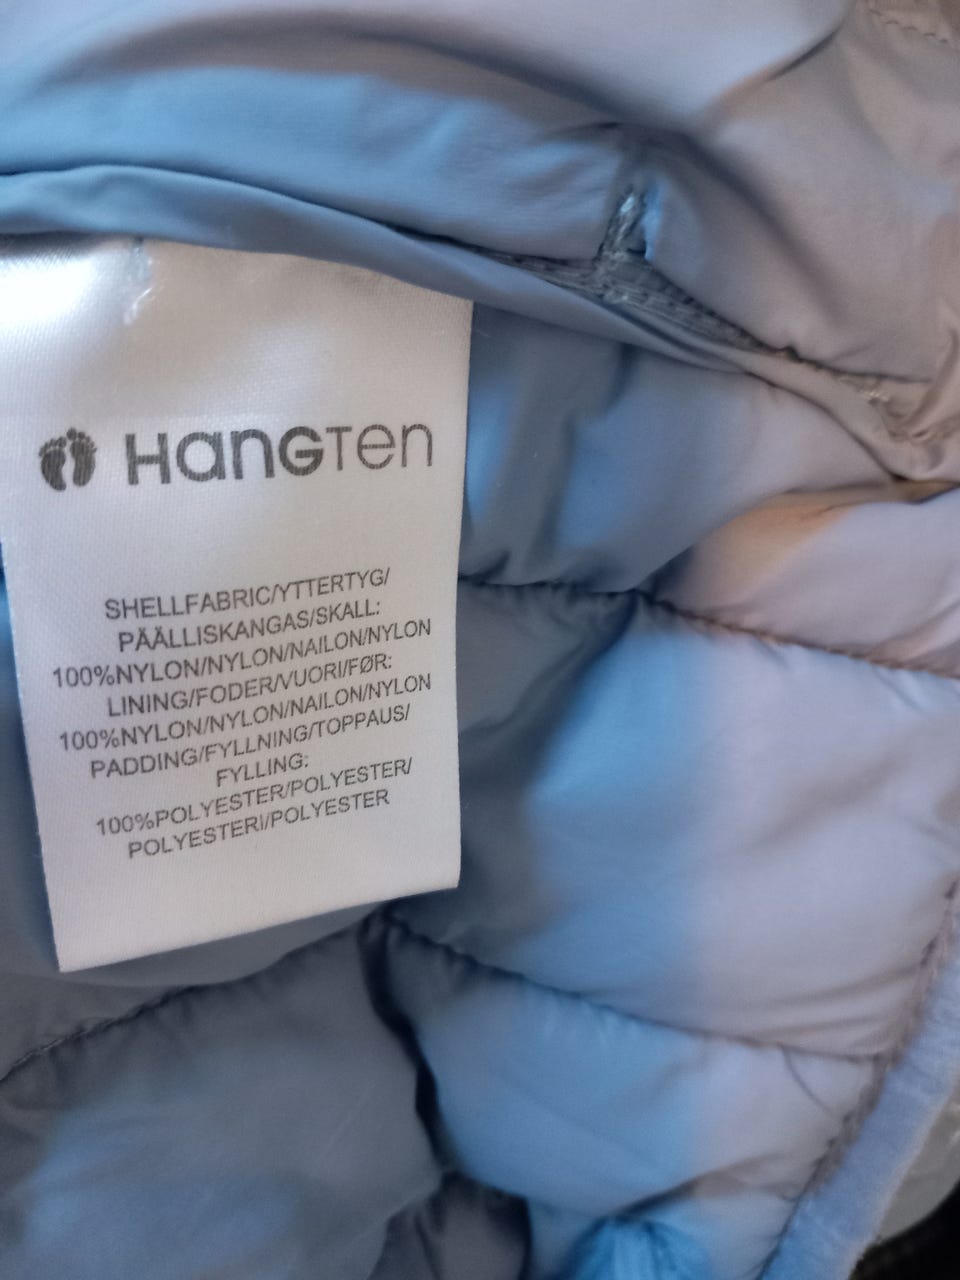 HANGTEN
SHELLFABRIC/YTTERTYG/
PÄÄLLISKANGAS/SKALL:
100%NYLON/NYLON/NAILON/NYLON
LINING/FODER/VUORI/FØR:
100%NYLON/NYLON/NAILON/NYLON
PADDING/FYLLNING/TOPPAUS/
FYLLING:
100%POLYESTER/POLYESTER/
POLYESTERI/POLYESTER